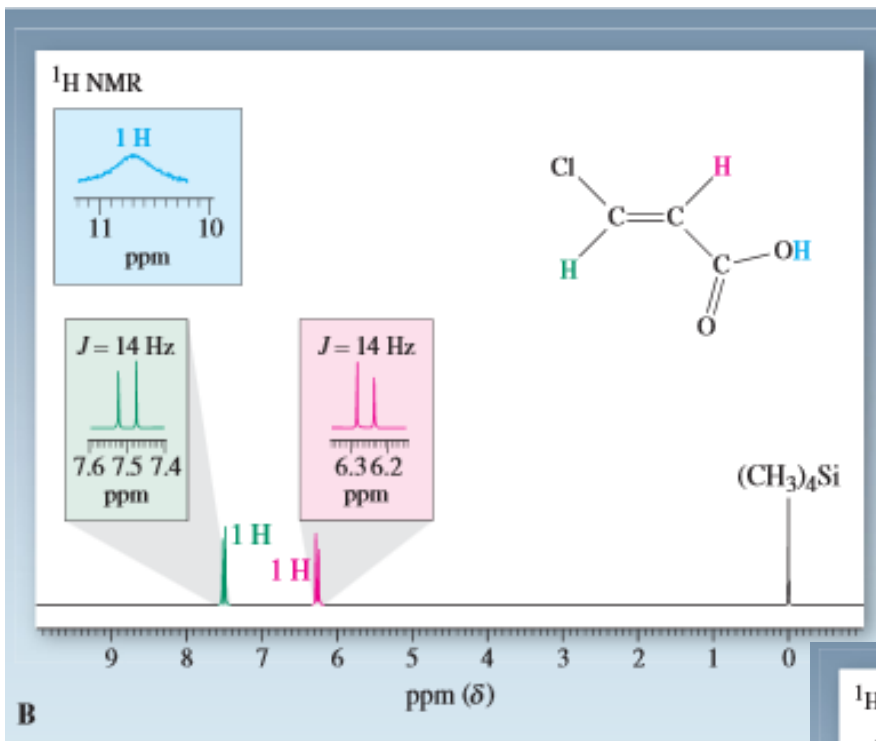 ¹H NMR
1 H
11 10
ppm
Cl H
C=C
H C—OH
O
J = 14 Hz
7.6 7.5 7.4
ppm
J = 14 Hz
6.3 6.2
ppm
(CH₃)₄Si
1 H
1 H
9 8 7 6 5 4 3 2 1 0
ppm (δ)
B
¹H